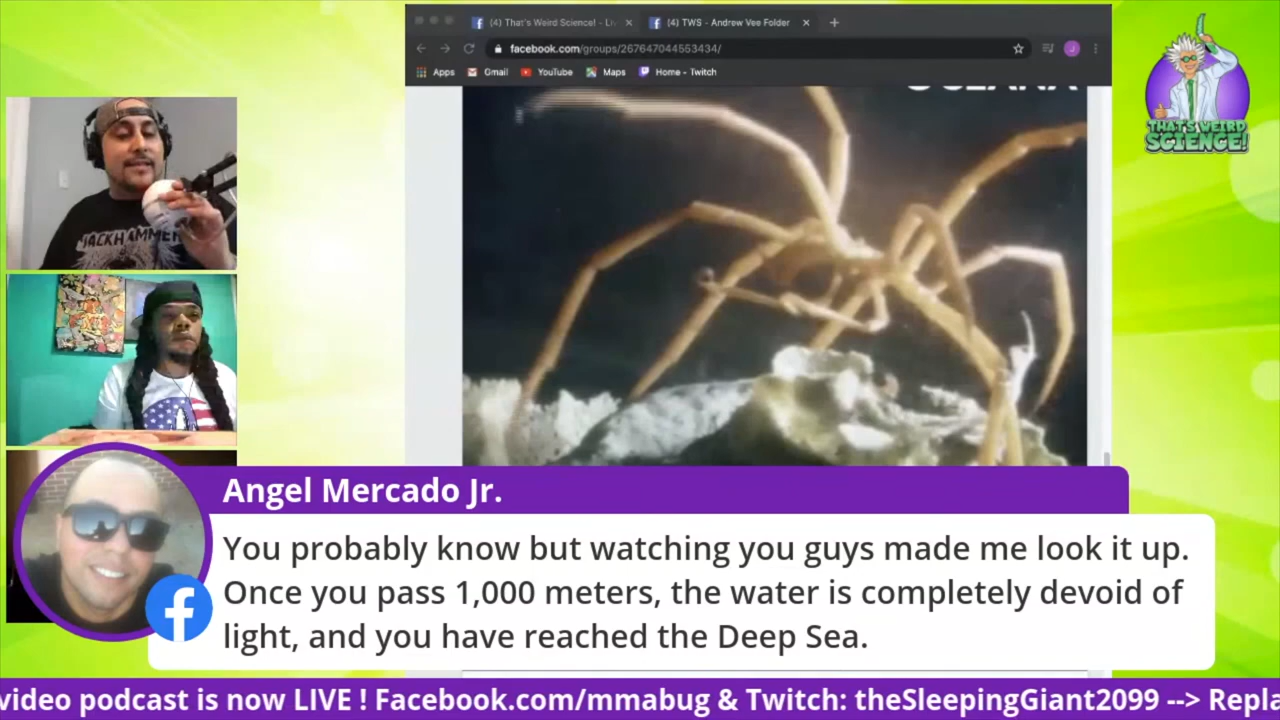 (4) That's Weird Science! - Li
(4) TWS - Andrew Vee Folder
facebook.com/groups/267647044553434/
Apps Gmail YouTube Maps Home - Twitch
OCEANA
THAT'S WEIRD
SCIENCE!
JACKHAMMER
Angel Mercado Jr.
You probably know but watching you guys made me look it up.
Once you pass 1,000 meters, the water is completely devoid of
light, and you have reached the Deep Sea.
video podcast is now LIVE ! Facebook.com/mmabug & Twitch: theSleepingGiant2099 --> Repla